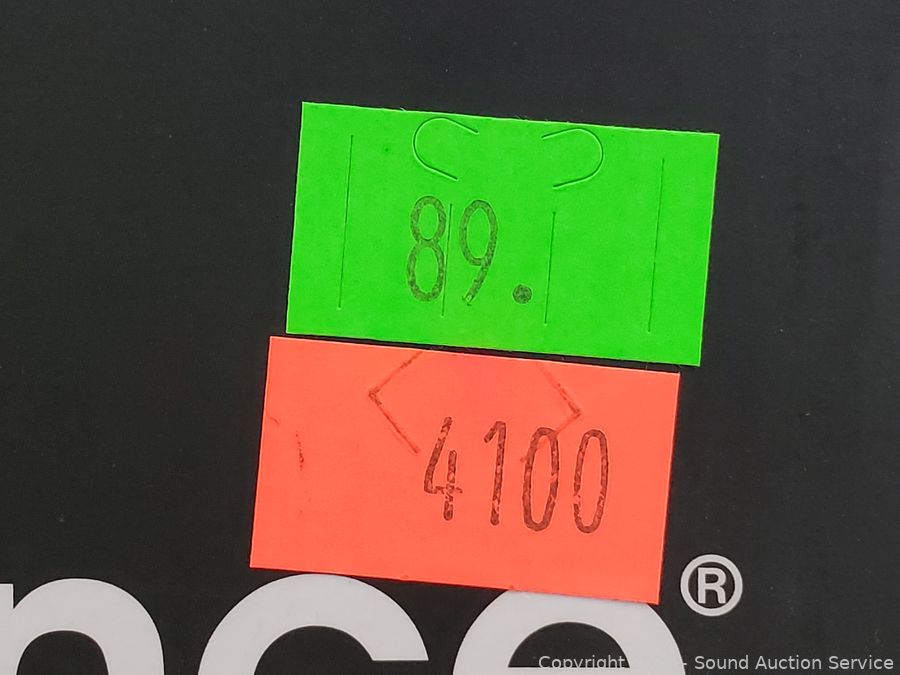 89.
4100
nce®
Copyright - Sound Auction Service